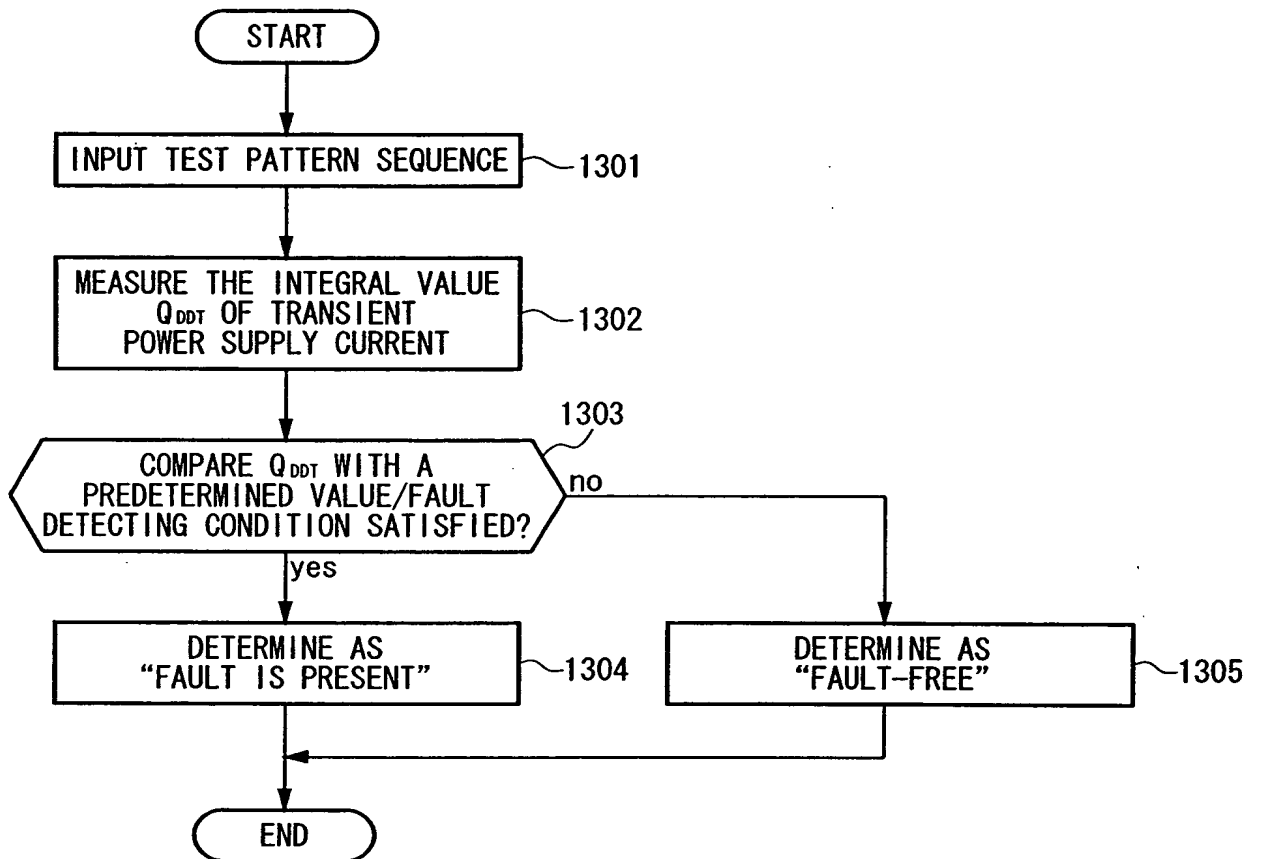 START
INPUT TEST PATTERN SEQUENCE
1301
MEASURE THE INTEGRAL VALUE
QDDT OF TRANSIENT
POWER SUPPLY CURRENT
1302
1303
COMPARE QDDT WITH A
PREDETERMINED VALUE/FAULT
DETECTING CONDITION SATISFIED?
no
yes
DETERMINE AS
“FAULT IS PRESENT”
1304
DETERMINE AS
“FAULT-FREE”
1305
END